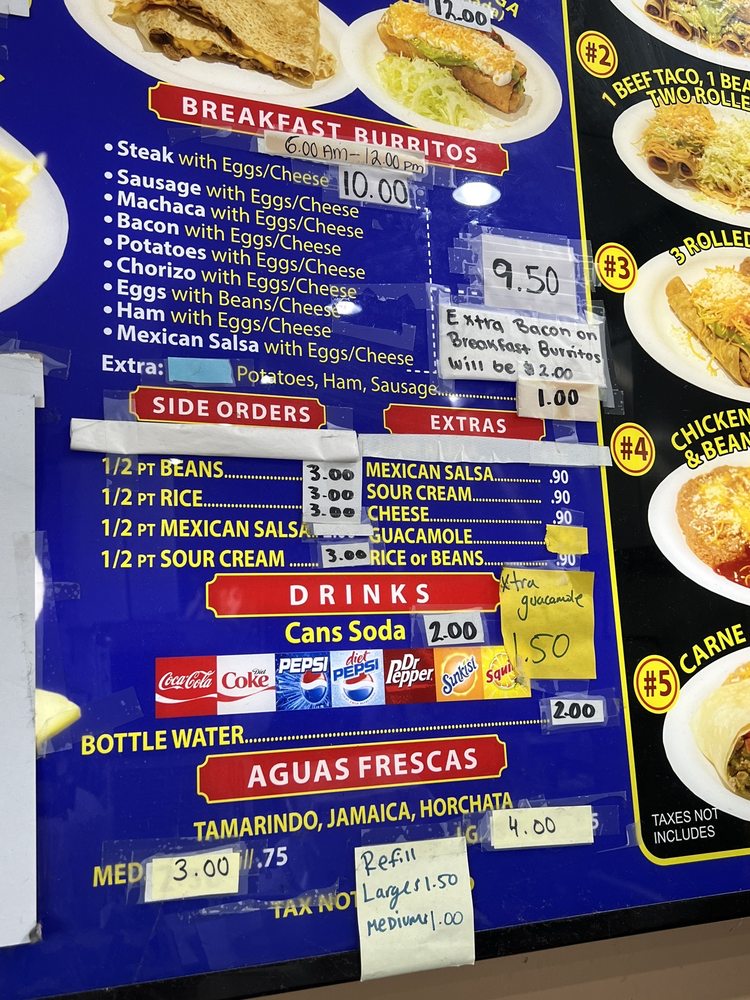 12.00
BREAKFAST BURRITOS
6:00 AM – 12:00 pm
• Steak with Eggs/Cheese 10.00
• Sausage with Eggs/Cheese
• Machaca with Eggs/Cheese
• Bacon with Eggs/Cheese
• Potatoes with Eggs/Cheese
• Chorizo with Eggs/Cheese
• Eggs with Beans/Cheese
• Ham with Eggs/Cheese
• Mexican Salsa with Eggs/Cheese
9.50
Extra Bacon on
Breakfast Burritos
will be $2.00
Extra: Potatoes, Ham, Sausage........ 1.00
SIDE ORDERS
1/2 PT BEANS........ 3.00
1/2 PT RICE........ 3.00
1/2 PT MEXICAN SALSA 3.00
1/2 PT SOUR CREAM ...... 3.00
EXTRAS
MEXICAN SALSA........ .90
SOUR CREAM........ .90
CHEESE........ .90
GUACAMOLE........
RICE or BEANS........ .90
xtra
guacamole
1.50
DRINKS
Cans Soda 2.00
Coca-Cola
Diet Coke
PEPSI
diet PEPSI
Dr Pepper
Sunkist
Squi
BOTTLE WATER........ 2.00
AGUAS FRESCAS
TAMARINDO, JAMAICA, HORCHATA
MED. 3.00 .75
4.00
Refill
Large $1.50
Medium $1.00
TAX NOT
#2
1 BEEF TACO, 1 BEA
TWO ROLLE
#3
3 ROLLED
#4
CHICKEN
& BEAN
#5
CARNE
TAXES NOT
INCLUDES